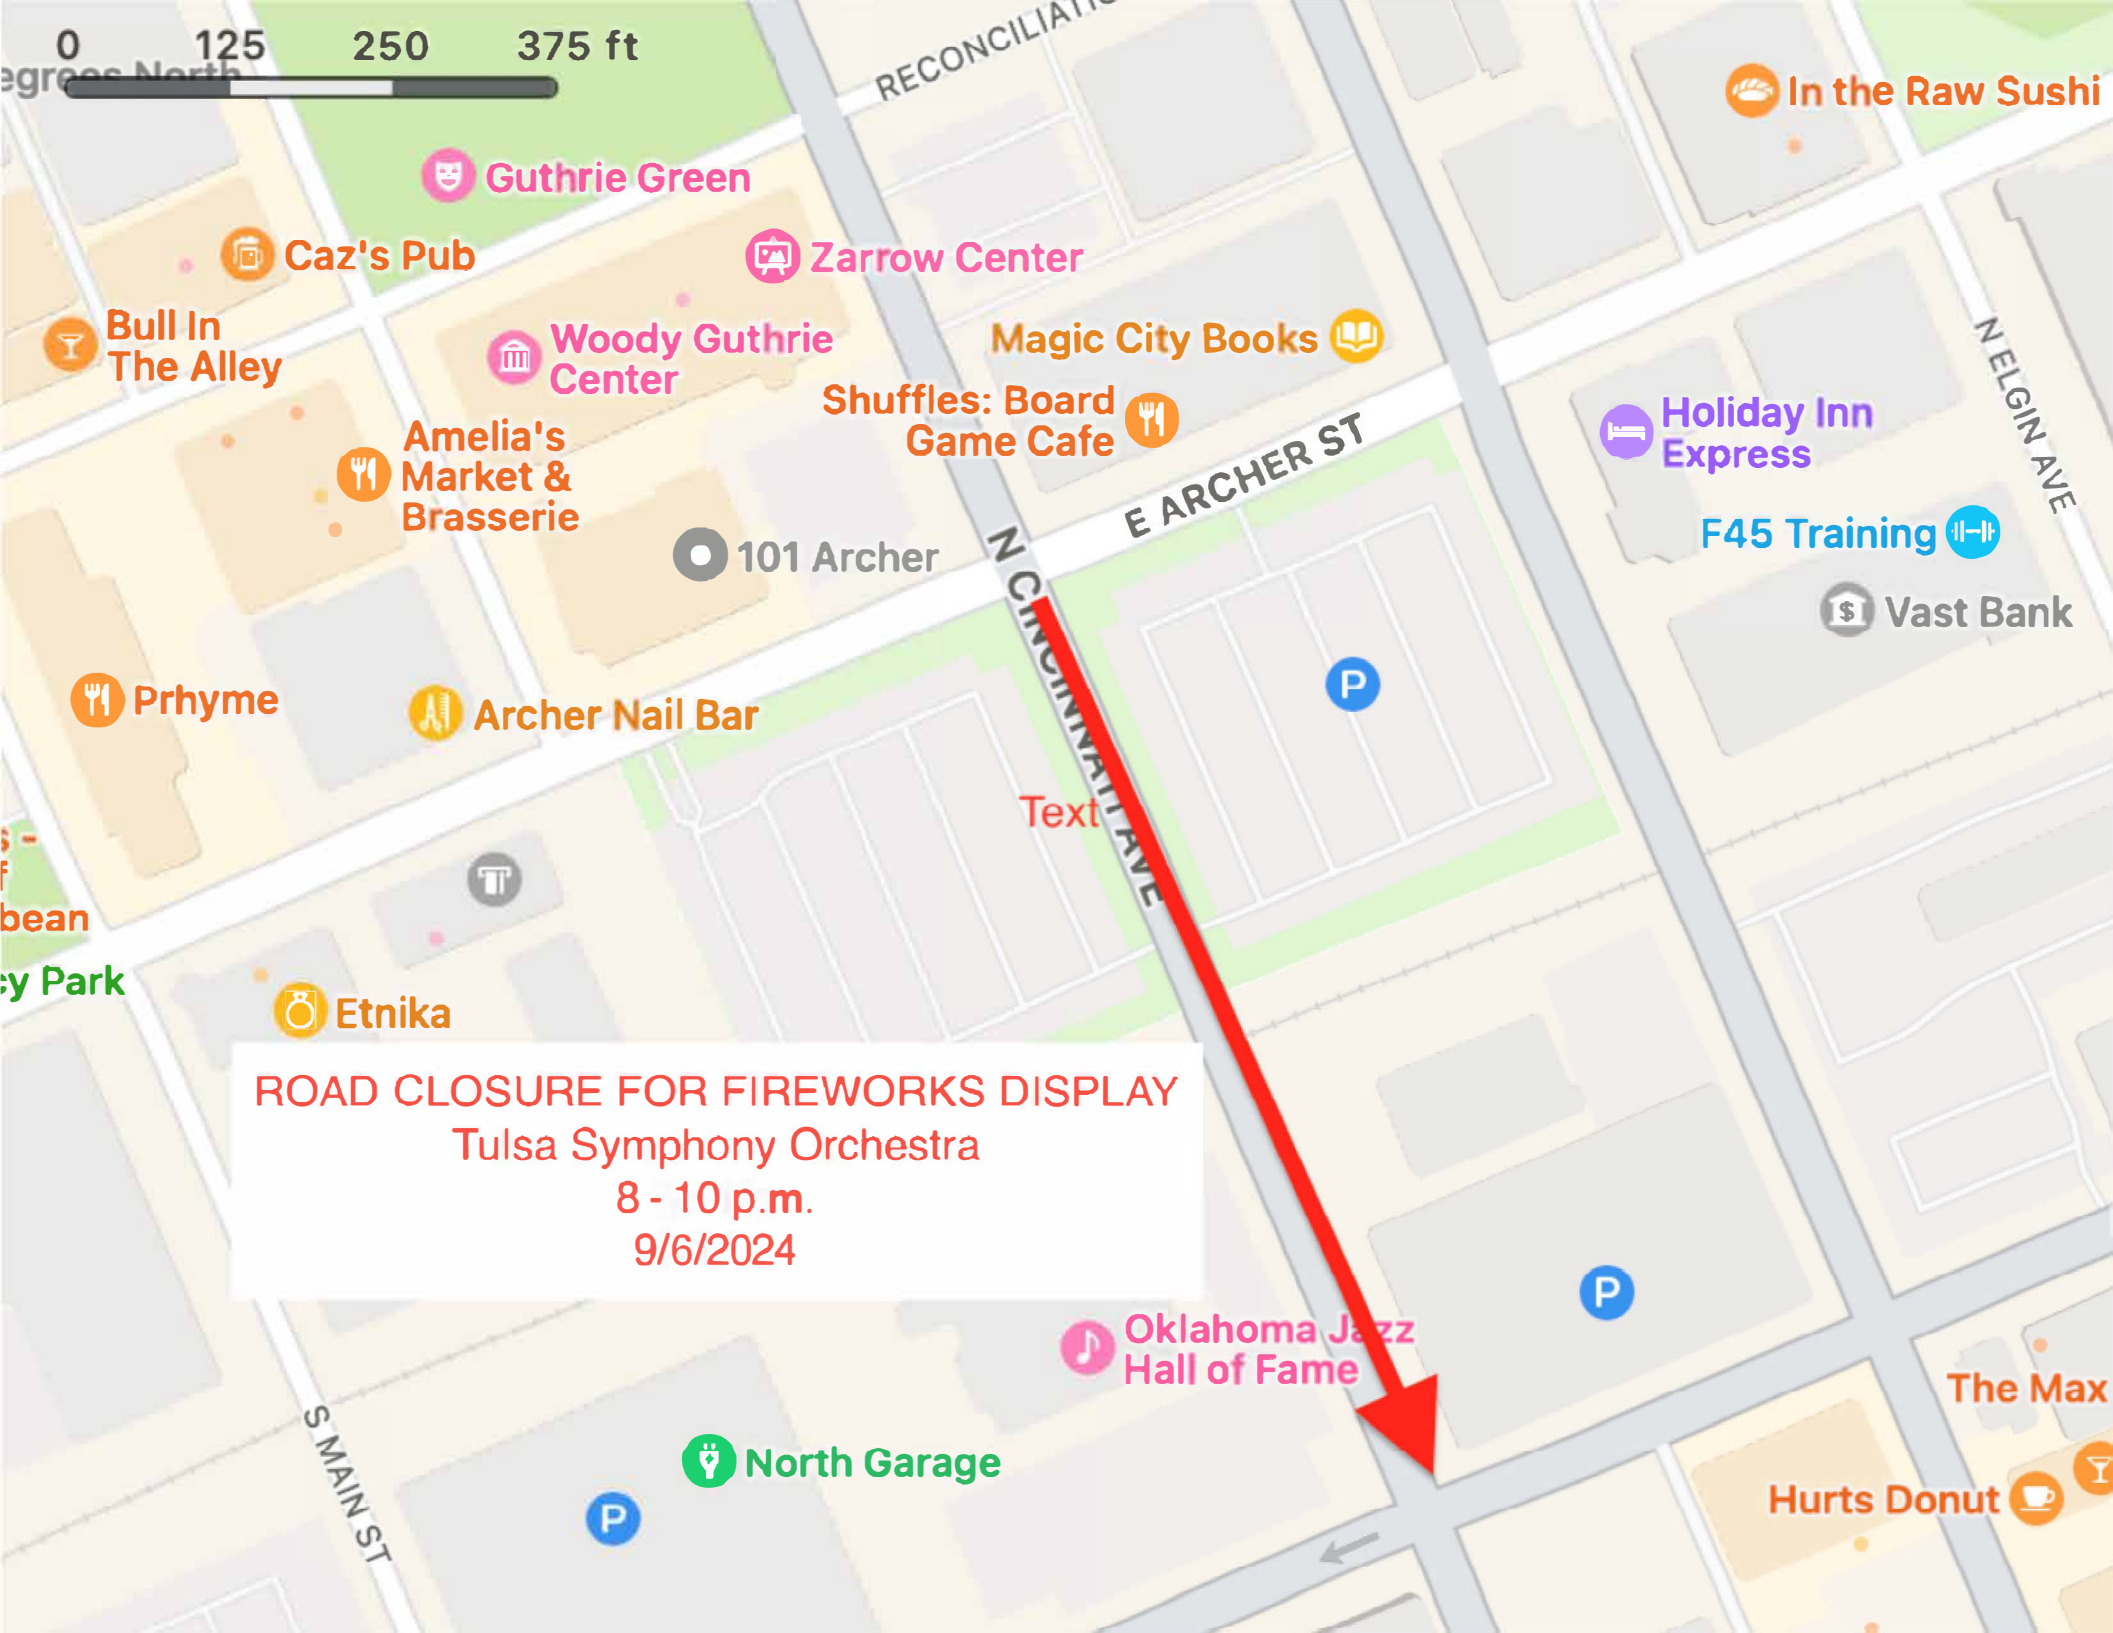 0 125 250 375 ft
egrees North
RECONCILIATI
In the Raw Sushi
Guthrie Green
Caz's Pub
Zarrow Center
Bull In
The Alley
Woody Guthrie
Center
Magic City Books
Shuffles: Board
Game Cafe
N ELGIN AVE
Holiday Inn
Express
Amelia's
Market &
Brasserie
E ARCHER ST
101 Archer
F45 Training
Vast Bank
N CINCINNATI AVE
P
Prhyme
Archer Nail Bar
Text
s -
f
bean
cy Park
Etnika
ROAD CLOSURE FOR FIREWORKS DISPLAY
Tulsa Symphony Orchestra
8 - 10 p.m.
9/6/2024
P
Oklahoma Jazz
Hall of Fame
The Max
S MAIN ST
North Garage
P
Hurts Donut